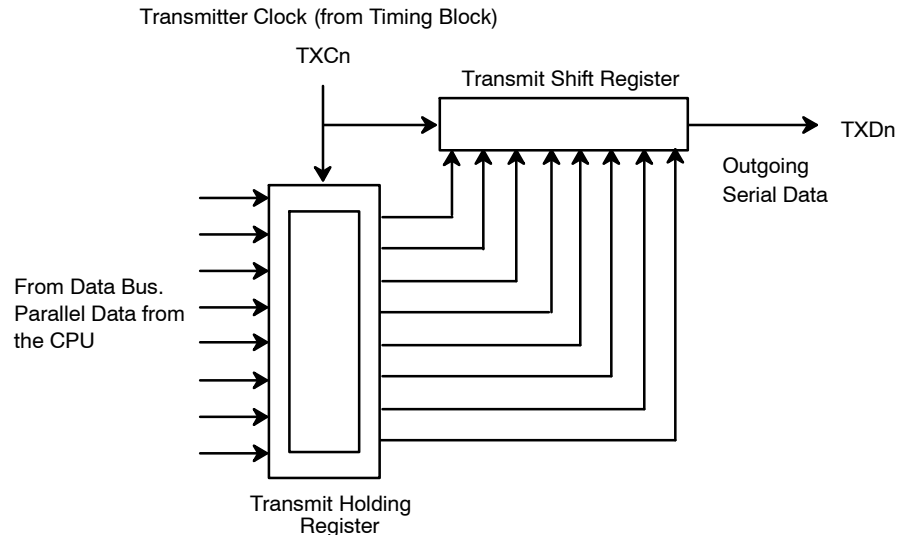 Transmitter Clock (from Timing Block)
TXCn
Transmit Shift Register
TXDn
Outgoing
Serial Data
From Data Bus.
Parallel Data from
the CPU
Transmit Holding
Register